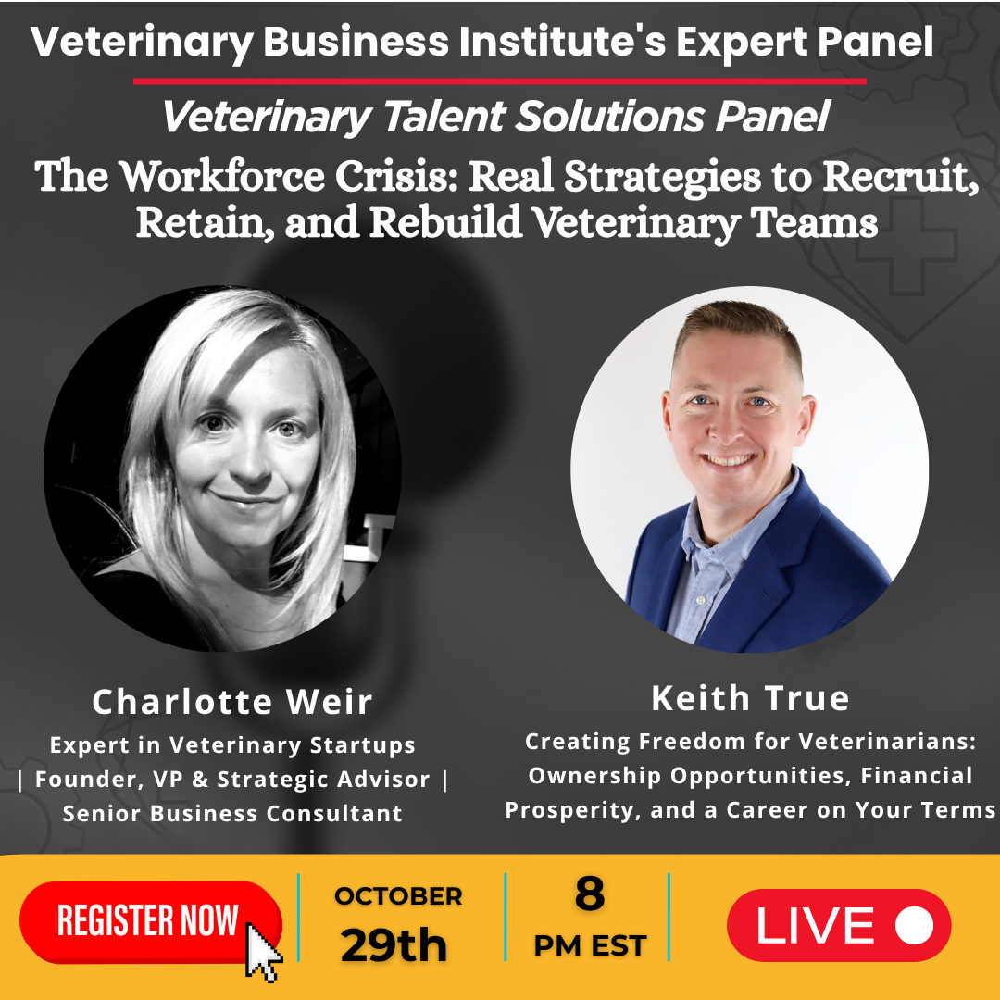 Veterinary Business Institute's Expert Panel
Veterinary Talent Solutions Panel
The Workforce Crisis: Real Strategies to Recruit,
Retain, and Rebuild Veterinary Teams
Charlotte Weir
Expert in Veterinary Startups
| Founder, VP & Strategic Advisor |
Senior Business Consultant
Keith True
Creating Freedom for Veterinarians:
Ownership Opportunities, Financial
Prosperity, and a Career on Your Terms
REGISTER NOW
OCTOBER
29th
8
PM EST
LIVE